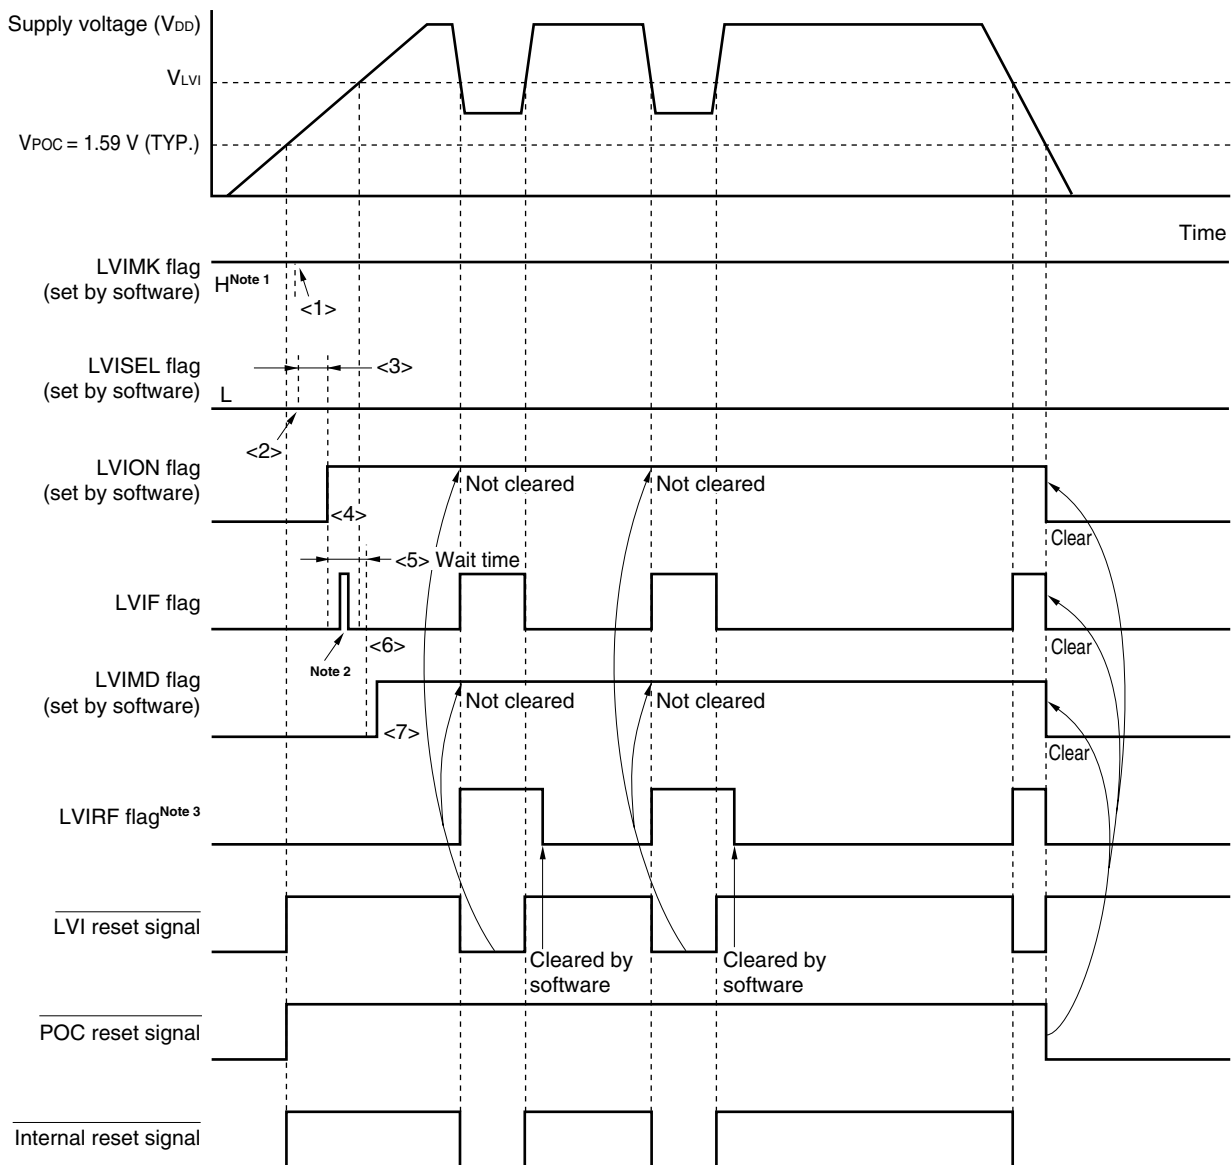 Supply voltage (VDD)
VLVI
VPOC = 1.59 V (TYP.)
Time
LVIMK flag
(set by software)
HNote 1
<1>
LVISEL flag
(set by software)
L
<3>
<2>
LVION flag
(set by software)
Not cleared
Not cleared
<4>
Clear
<5> Wait time
LVIF flag
Note 2
<6>
Clear
LVIMD flag
(set by software)
Not cleared
Not cleared
<7>
Clear
LVIRF flagNote 3
LVI reset signal
Cleared by
software
Cleared by
software
POC reset signal
Internal reset signal